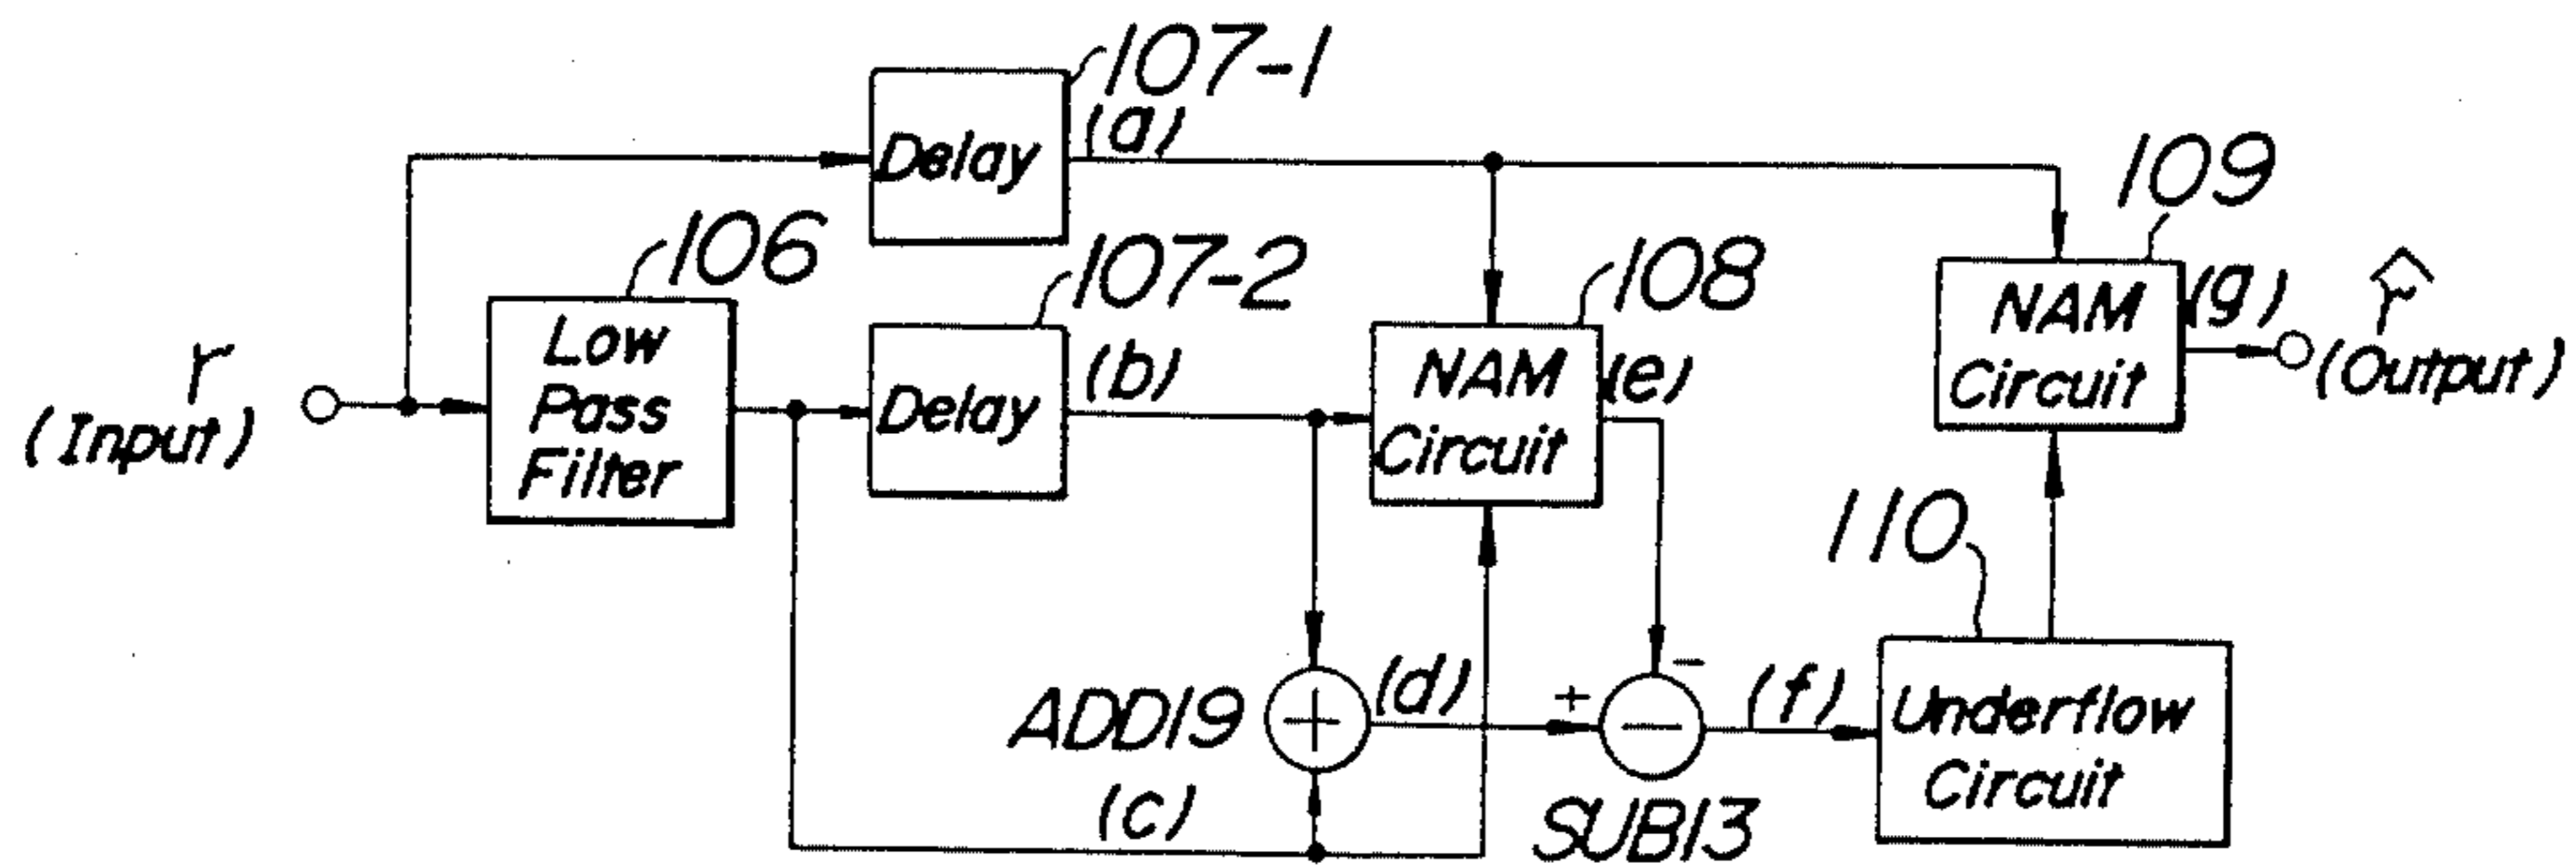 107-1
(a)
Delay
109
106
107-2
108
NAM
Circuit
(g)
r̂
(Output)
r
(Input)
Low
Pass
Filter
Delay
(b)
NAM
Circuit
(e)
110
ADD19
+
(d)
+
-
−
(f)
Underflow
Circuit
(c)
SUB13